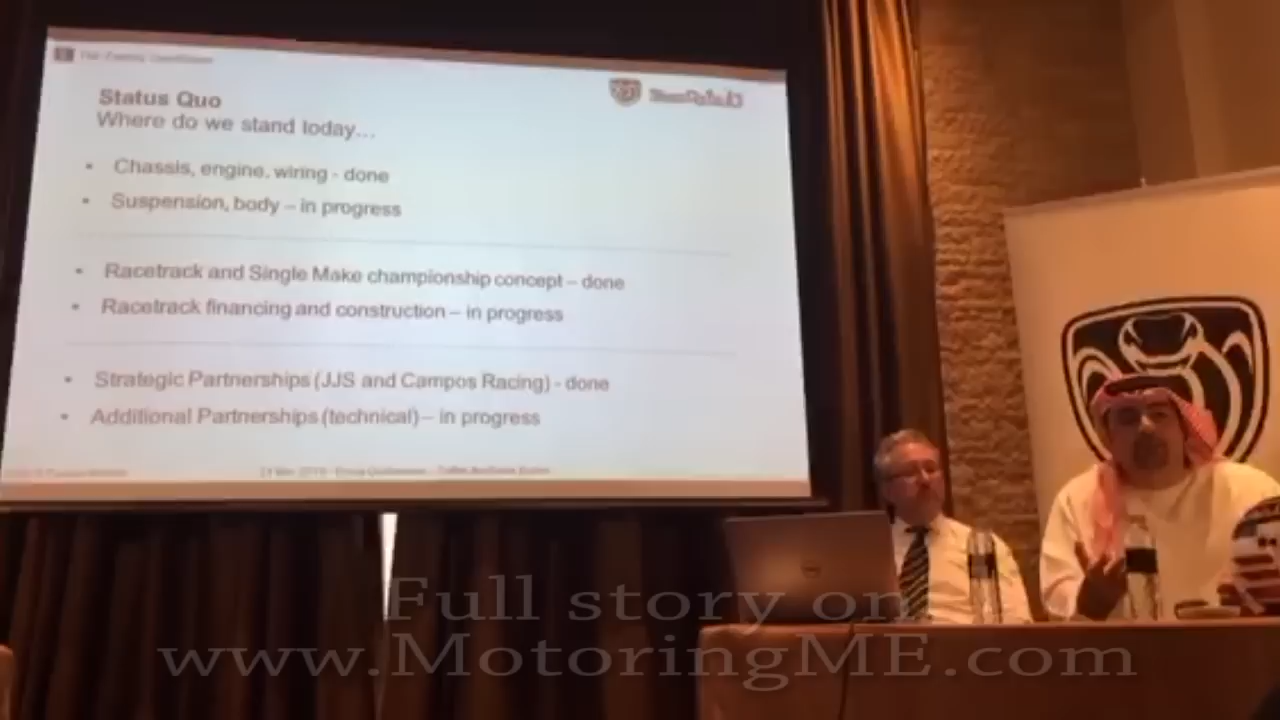 Status Quo
Where do we stand today...
• Chassis, engine, wiring - done
• Suspension, body – in progress
• Racetrack and Single Make championship concept – done
• Racetrack financing and construction – in progress
• Strategic Partnerships (JJS and Campos Racing) - done
• Additional Partnerships (technical) – in progress
Full story on
www.MotoringME.com